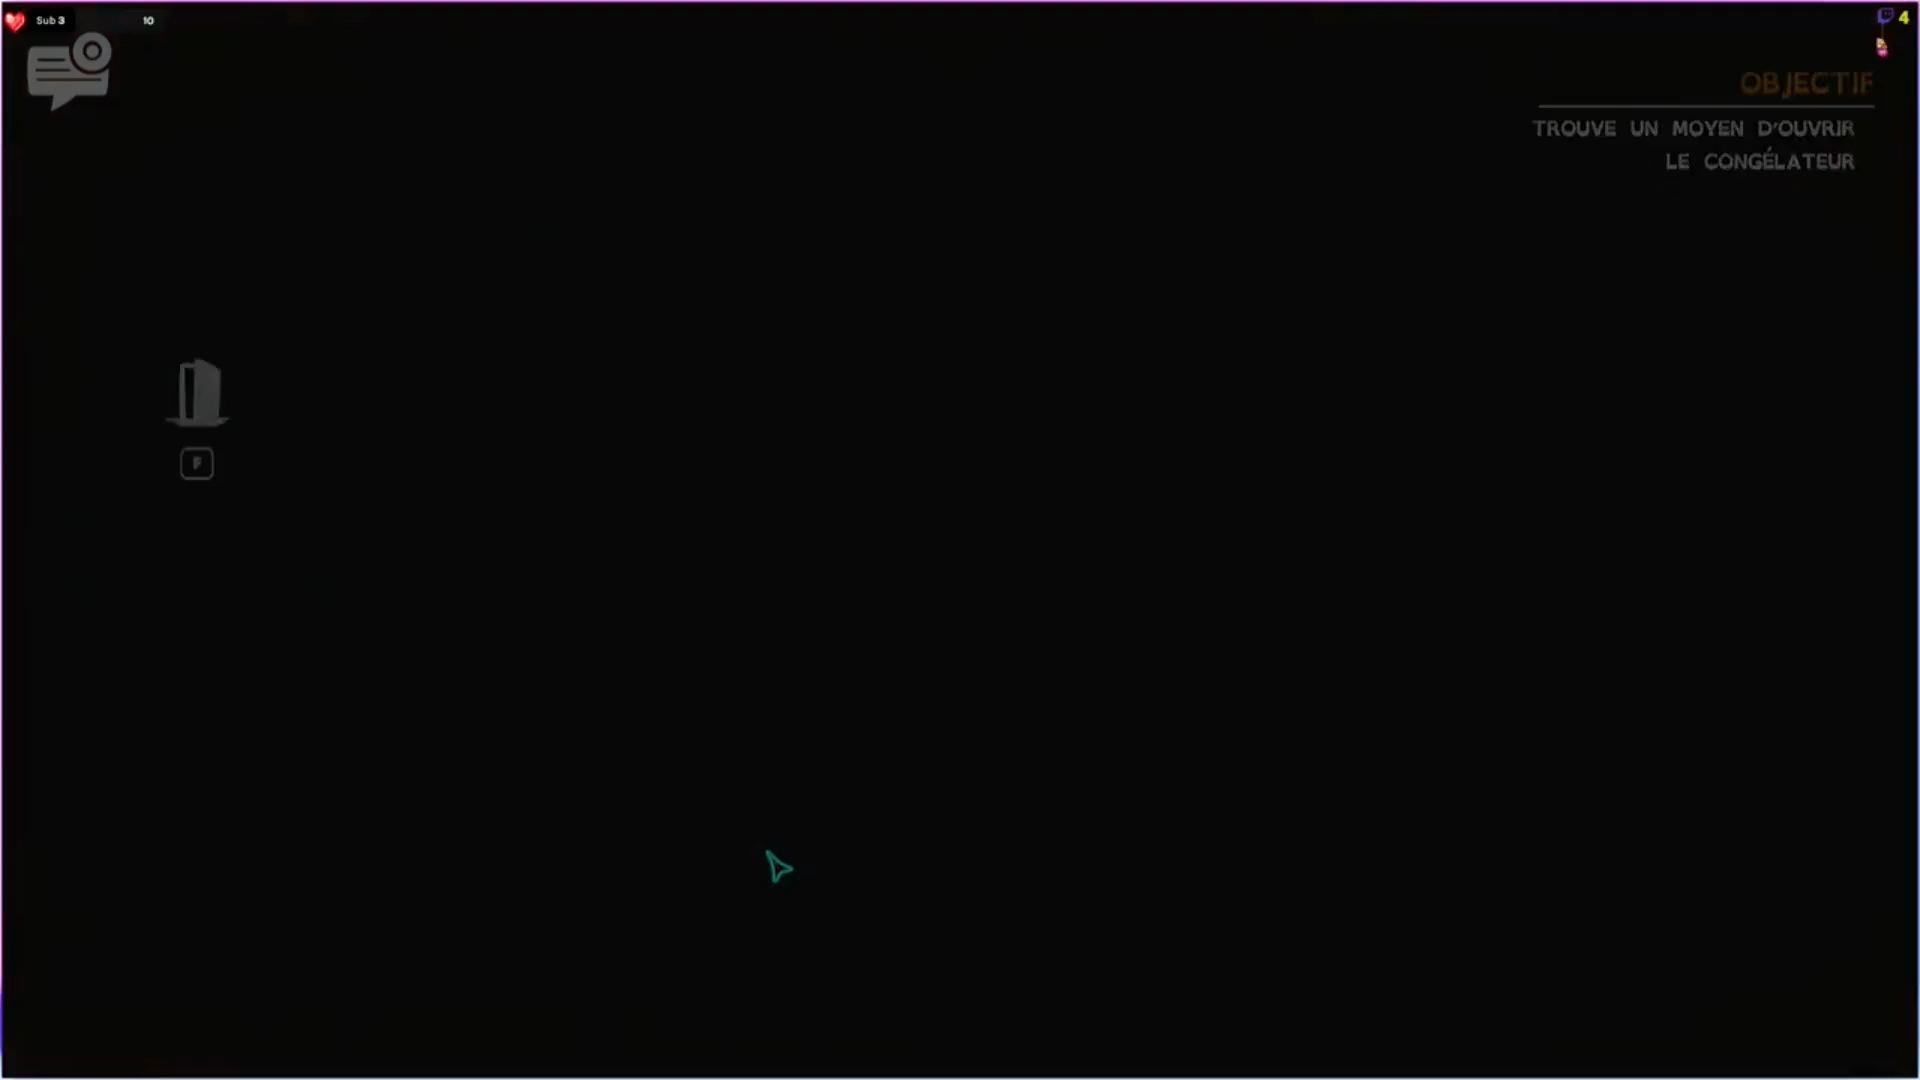 Sub 3 10
4
OBJECTIF
TROUVE UN MOYEN D'OUVRIR
LE CONGÉLATEUR
F